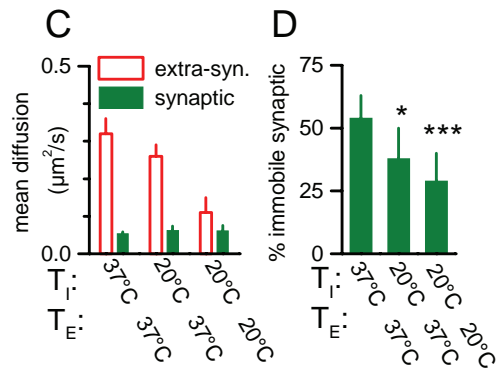 C
mean diffusion
(μm²/s)
0.5
0.0
extra-syn.
synaptic
T_I: 37°C 20°C 20°C
T_E: 37°C 37°C 20°C
D
% immobile synaptic
75
50
25
0
*
***
T_I: 37°C 20°C 20°C
T_E: 37°C 37°C 20°C